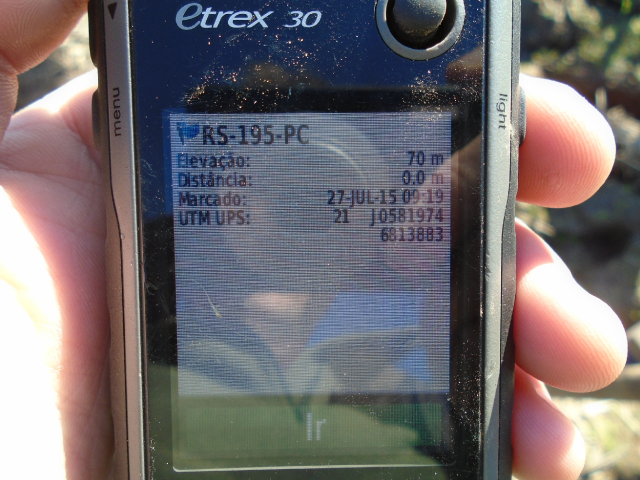 etrex 30
menu
light
RS-195-PC
Elevação: 70 m
Distância: 0.0 m
Marcado: 27-JUL-15 09:19
UTM UPS: 21 J 0581974
6813883
Ir